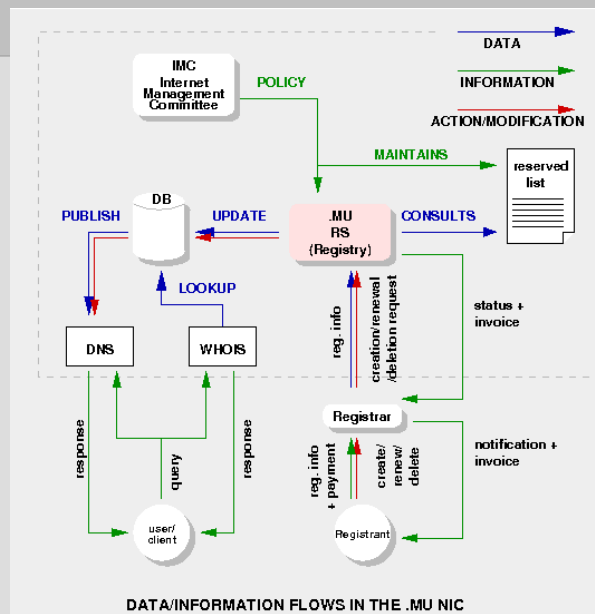 DATA
INFORMATION
ACTION/MODIFICATION
IMC
Internet
Management
Committee
POLICY
MAINTAINS
reserved
list
DB
PUBLISH
UPDATE
.MU
RS
(Registry)
CONSULTS
LOOKUP
DNS
WHOIS
reg. info
creation/renewal
/deletion request
status +
invoice
Registrar
response
query
response
reg. info
+ payment
create/
renew/
delete
notification +
invoice
user/
client
Registrant
DATA/INFORMATION FLOWS IN THE .MU NIC